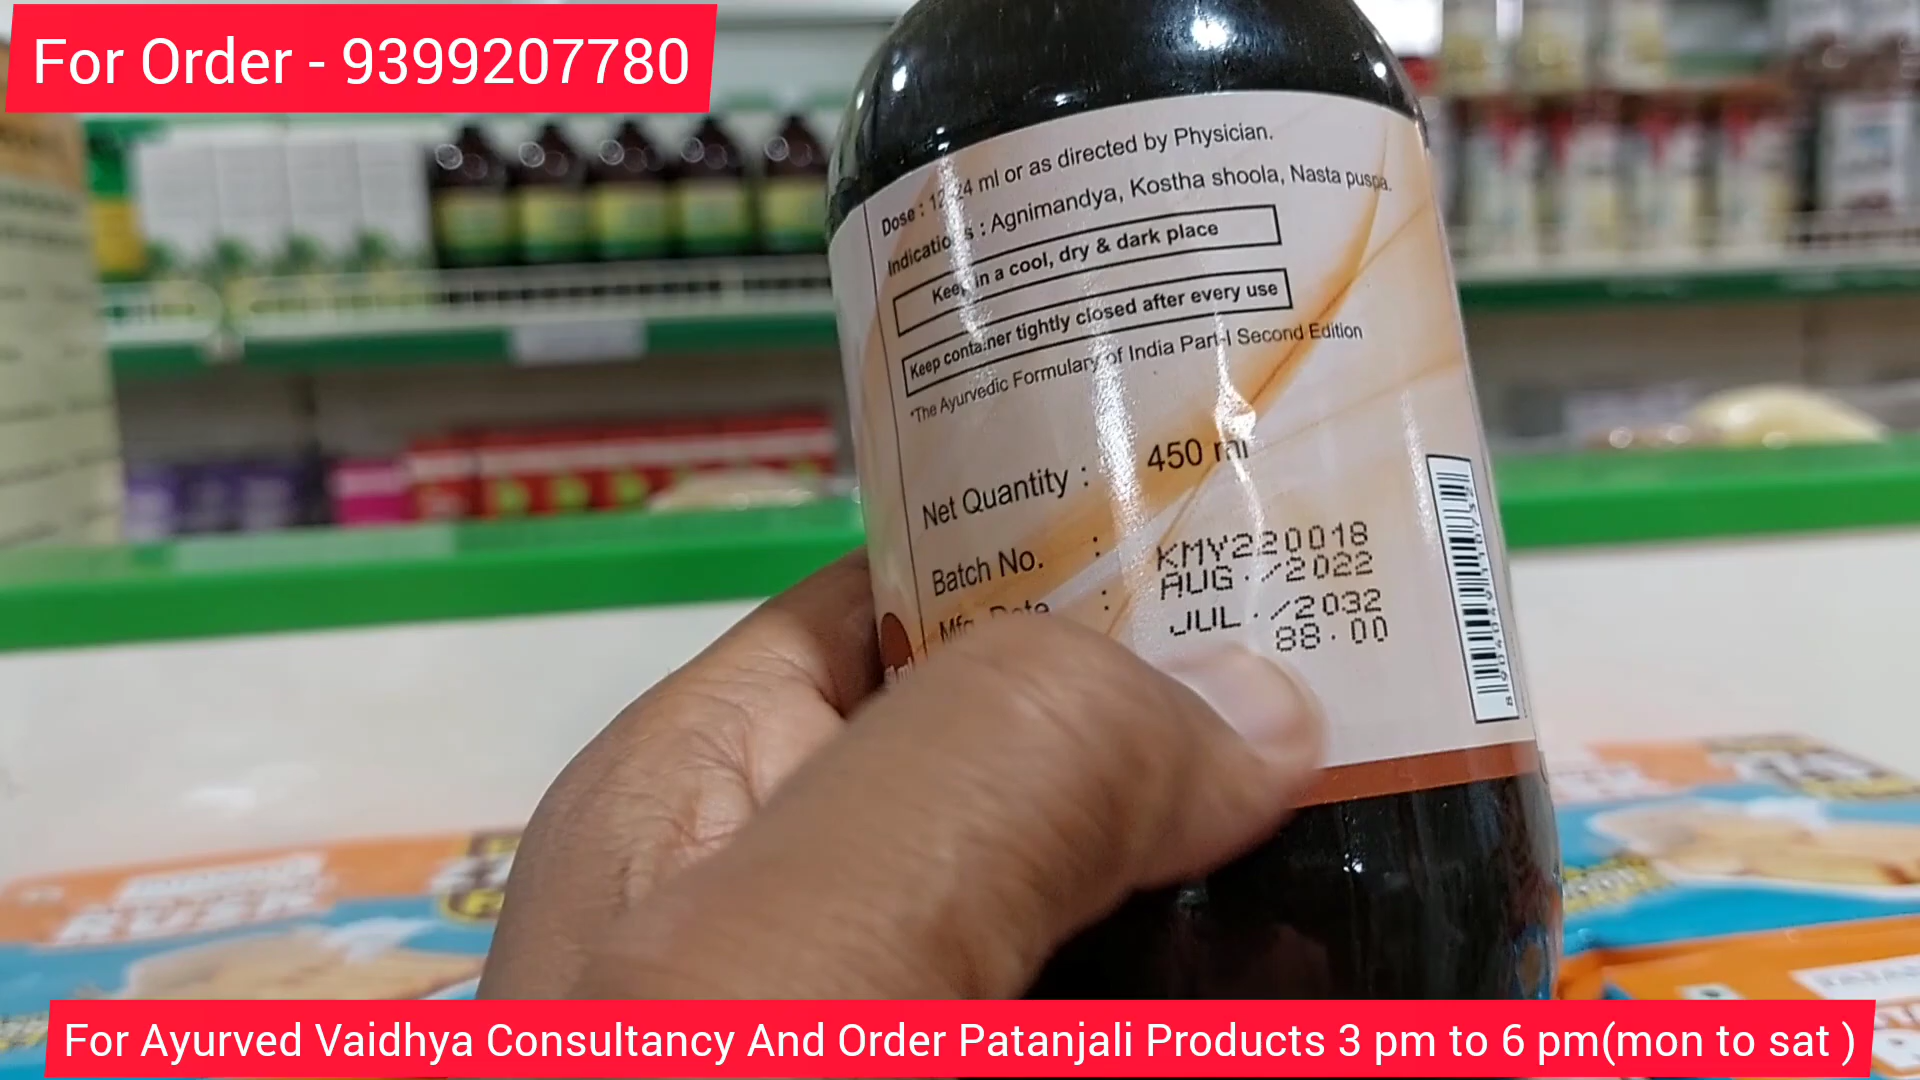 For Order - 9399207780
Dose : 12-24 ml or as directed by Physician.
Indications : Agnimandya, Kostha shoola, Nasta puspa.
Keep in a cool, dry & dark place
Keep container tightly closed after every use
*The Ayurvedic Formulary of India Part-I Second Edition
Net Quantity : 450 ml
Batch No. : KMY220018
Mfg. Date : AUG ./2022
JUL ./2032
88.00
RUSK
For Ayurved Vaidhya Consultancy And Order Patanjali Products 3 pm to 6 pm(mon to sat )